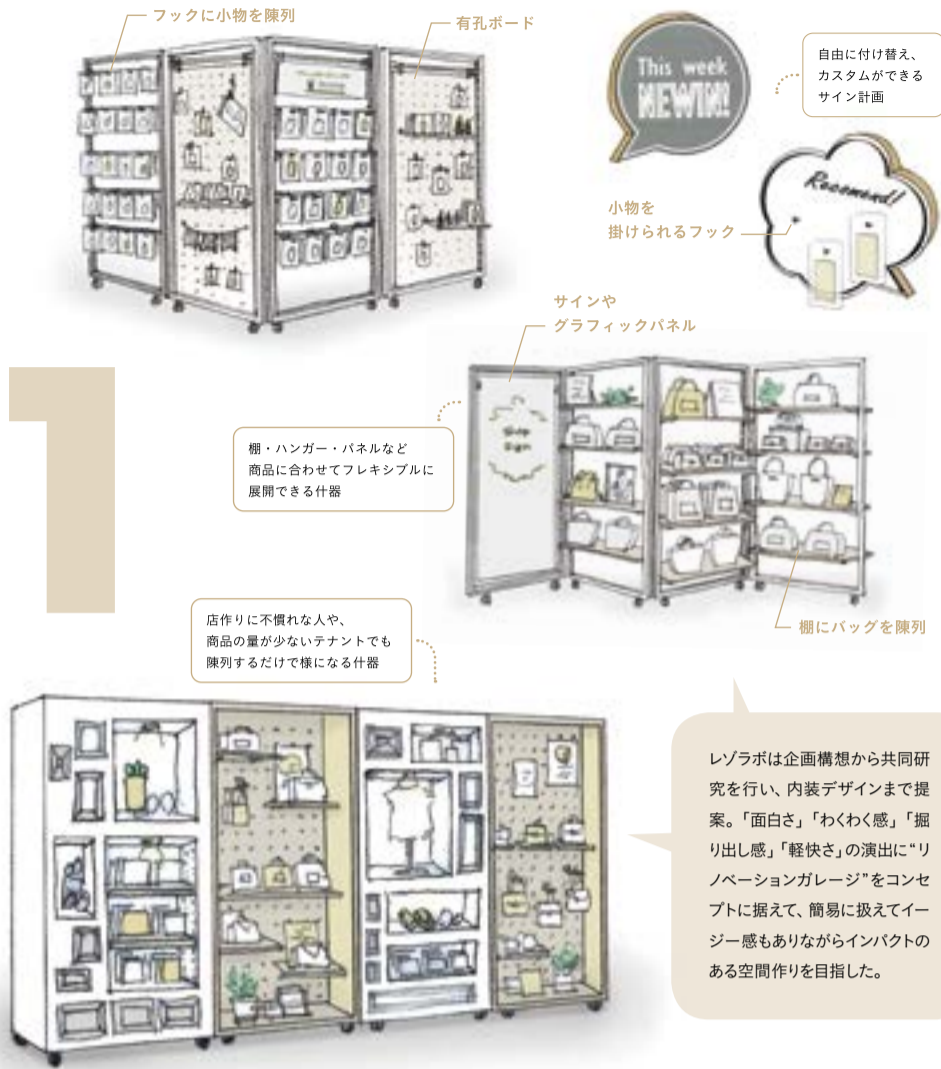 フックに小物を陳列
有孔ボード
This week
NEWIN!
自由に付け替え、
カスタムができる
サイン計画
Recomend!
小物を
掛けられるフック
サインや
グラフィックパネル
Shop
Sign
棚・ハンガー・パネルなど
商品に合わせてフレキシブルに
展開できる什器
1
店作りに不慣れな人や、
商品の量が少ないテナントでも
陳列するだけで様になる什器
棚にバッグを陳列
レゾラボは企画構想から共同研
究を行い、内装デザインまで提
案。「面白さ」「わくわく感」「掘
り出し感」「軽快さ」の演出に“リ
ノベーションガレージ”をコンセ
プトに据えて、簡易に扱えてイー
ジー感もありながらインパクトの
ある空間作りを目指した。